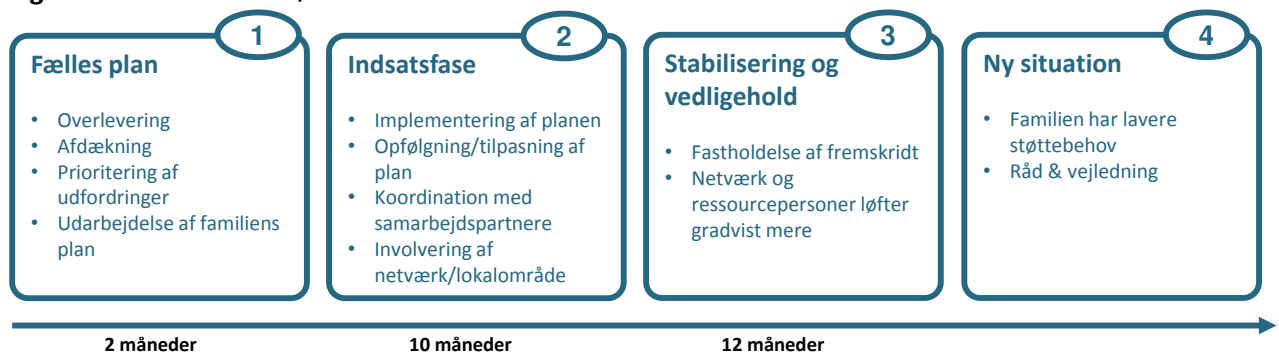 1
Fælles plan
• Overlevering
• Afdækning
• Prioritering af
udfordringer
• Udarbejdelse af familiens
plan
2
Indsatsfase
• Implementering af planen
• Opfølgning/tilpasning af
plan
• Koordination med
samarbejdspartnere
• Involvering af
netværk/lokalområde
3
Stabilisering og
vedligehold
• Fastholdelse af fremskridt
• Netværk og
ressourcepersoner løfter
gradvist mere
4
Ny situation
• Familien har lavere
støttebehov
• Råd & vejledning
2 måneder
10 måneder
12 måneder